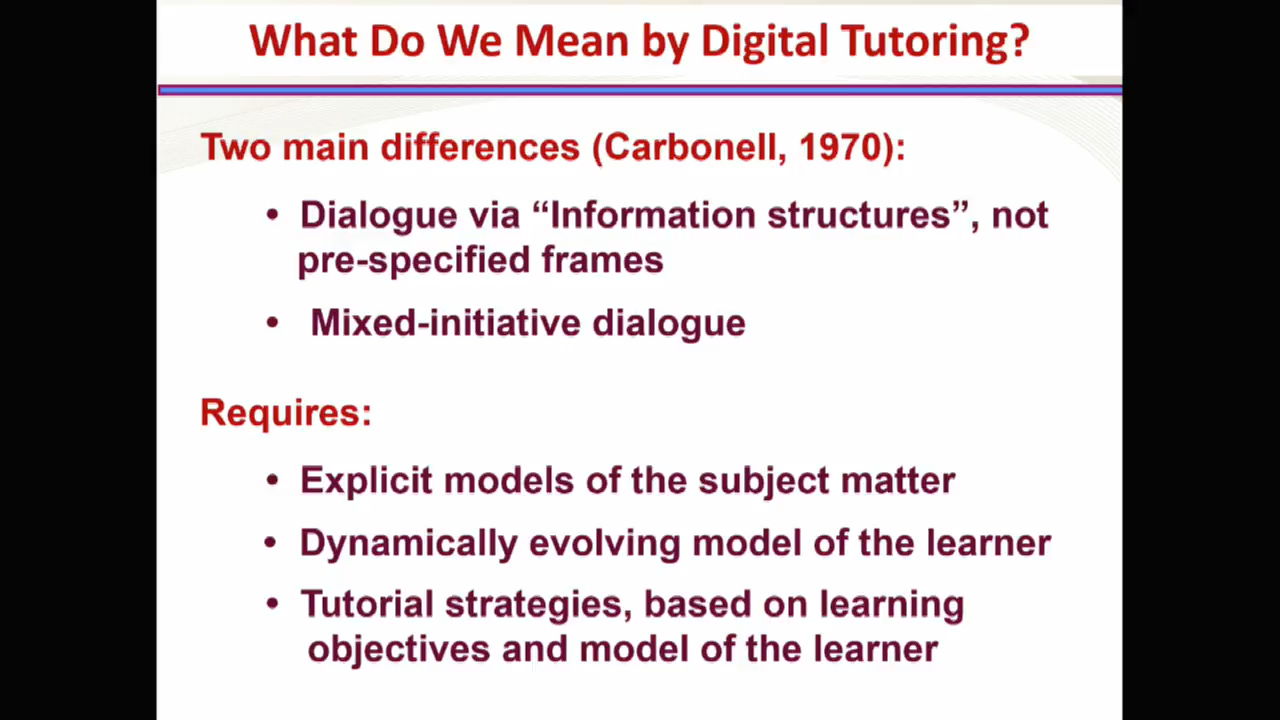 What Do We Mean by Digital Tutoring?
Two main differences (Carbonell, 1970):
• Dialogue via “Information structures”, not
pre-specified frames
• Mixed-initiative dialogue
Requires:
• Explicit models of the subject matter
• Dynamically evolving model of the learner
• Tutorial strategies, based on learning
objectives and model of the learner